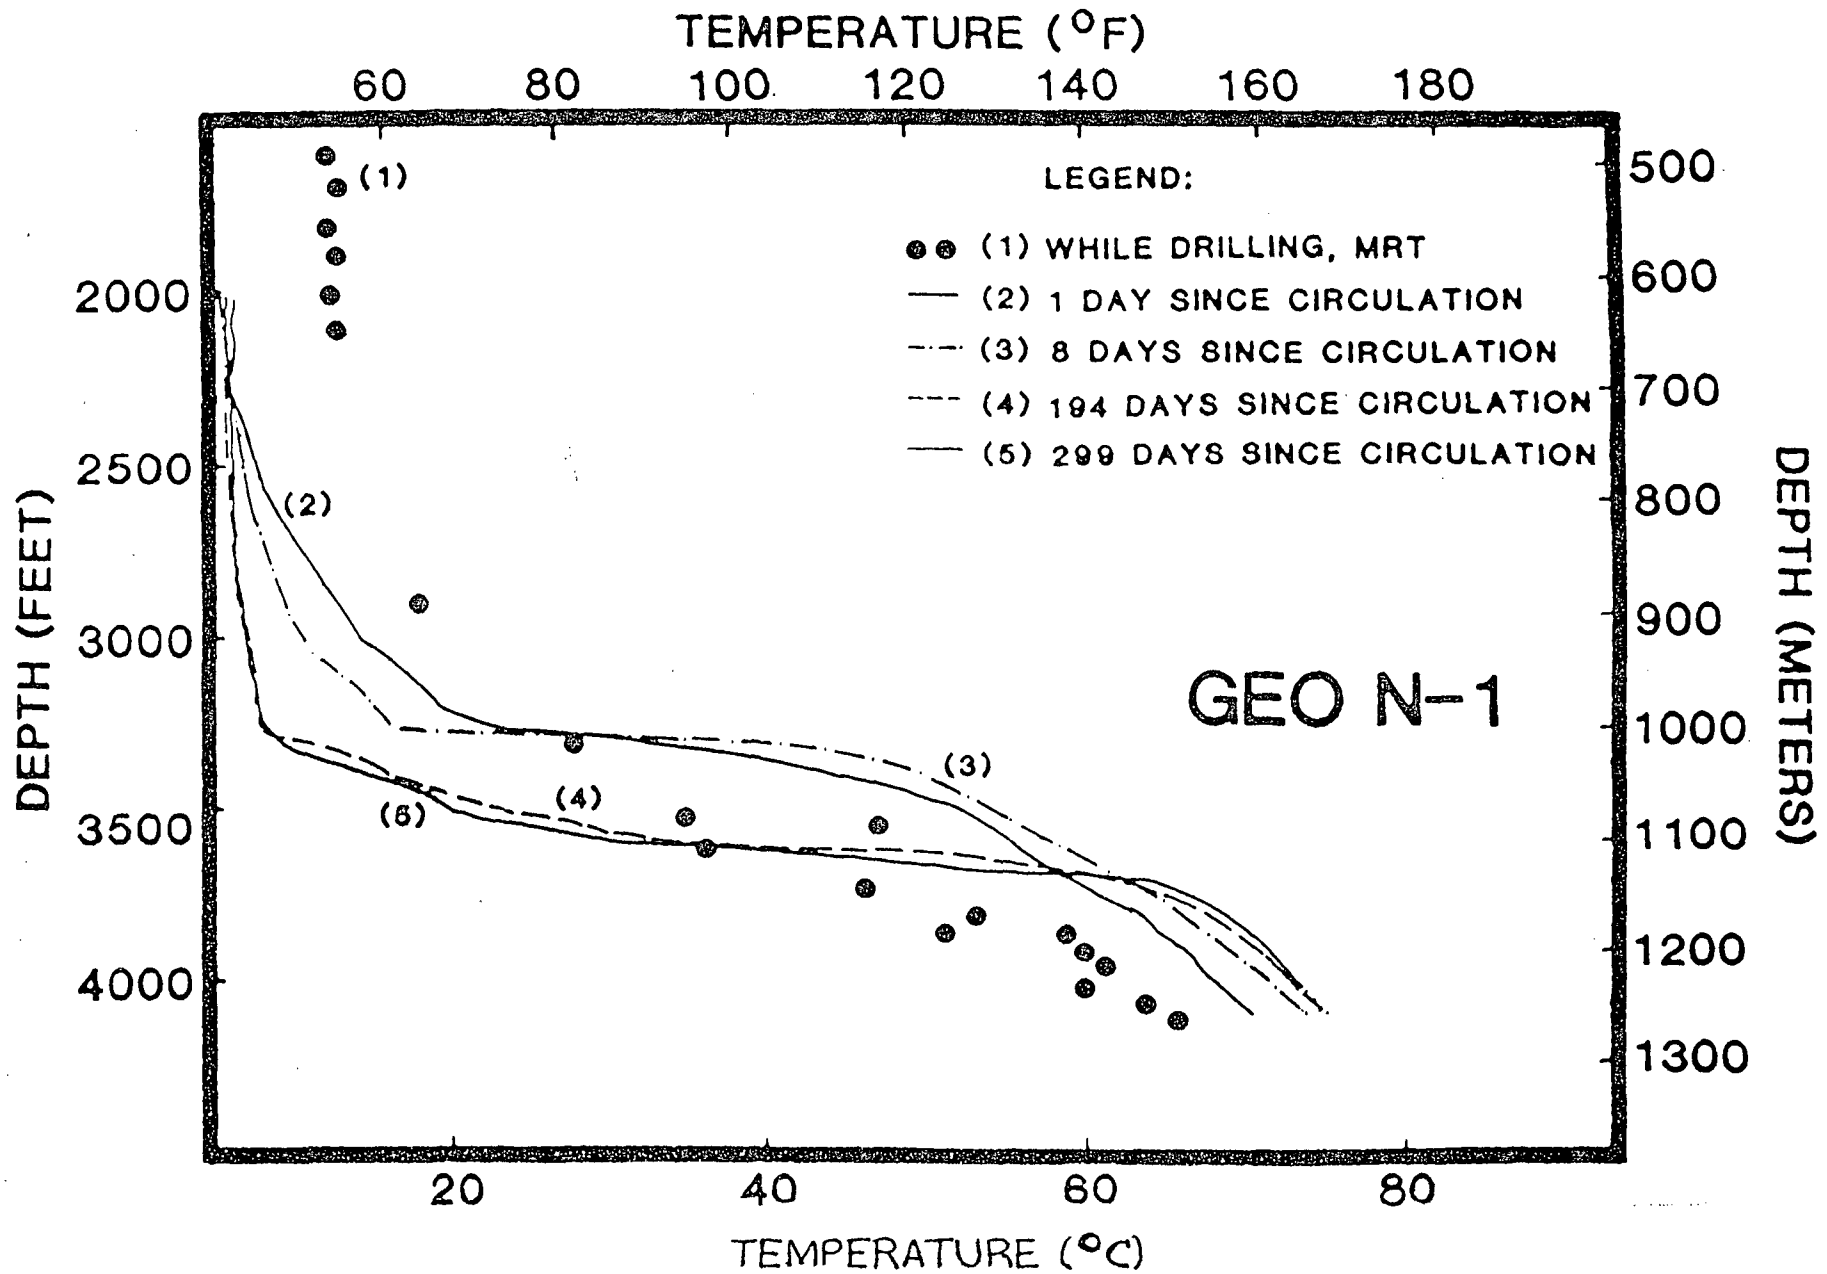 TEMPERATURE (°F)
60 80 100 120 140 160 180
(1)
LEGEND:
(1) WHILE DRILLING, MRT
(2) 1 DAY SINCE CIRCULATION
(3) 8 DAYS SINCE CIRCULATION
(4) 194 DAYS SINCE CIRCULATION
(5) 299 DAYS SINCE CIRCULATION
DEPTH (FEET)
2000
2500
3000
3500
4000
(2)
(3)
(4)
(5)
GEO N-1
500
600
700
800
900
1000
1100
1200
1300
DEPTH (METERS)
20 40 60 80
TEMPERATURE (°C)